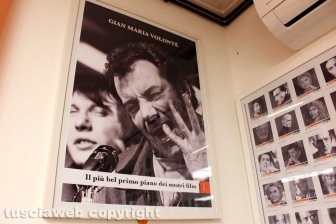 GIAN MARIA VOLONTÈ
Il più bel primo piano dei nostri film
tusciaweb copyright